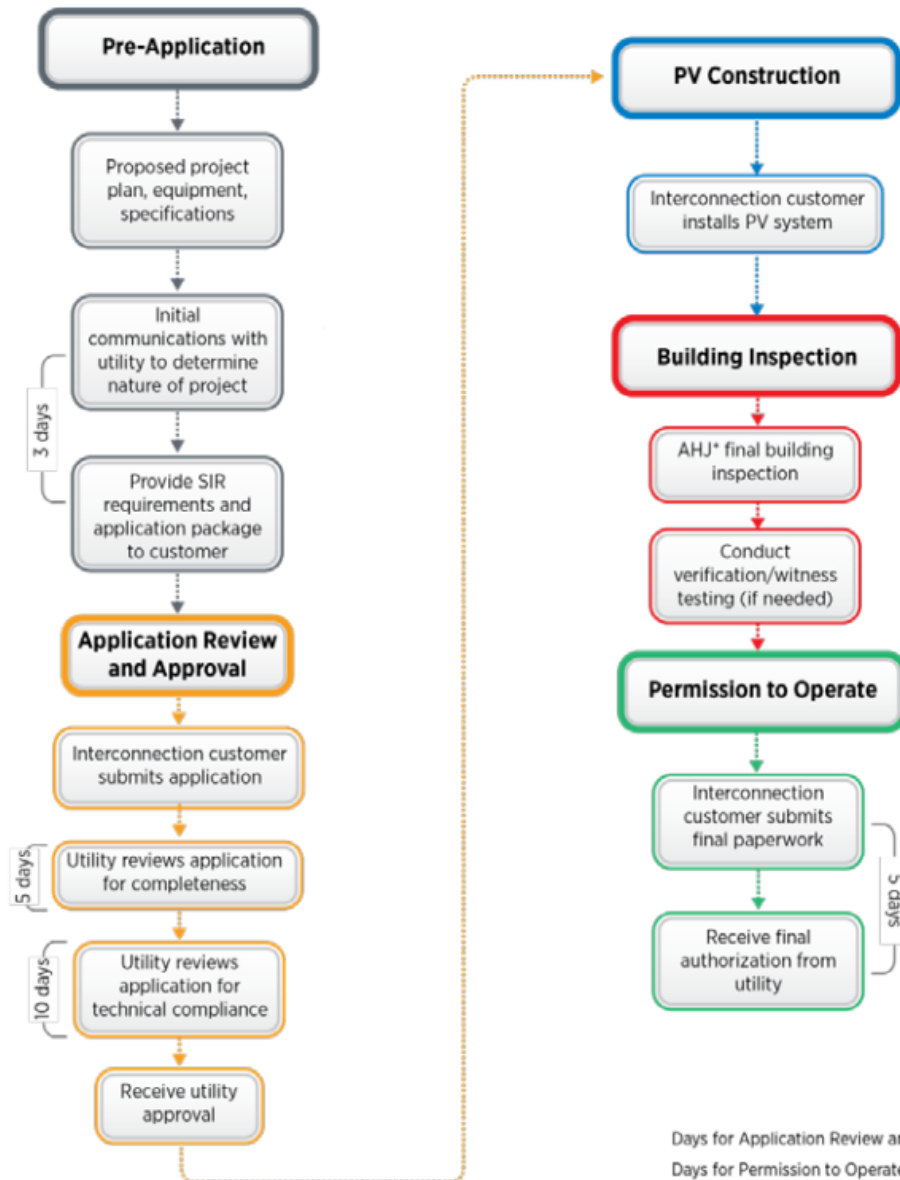 Pre-Application
Proposed project
plan, equipment,
specifications
Initial
communications with
utility to determine
nature of project
3 days
Provide SIR
requirements and
application package
to customer
Application Review
and Approval
Interconnection customer
submits application
Utility reviews application
for completeness
5 days
Utility reviews
application for
technical compliance
10 days
Receive utility
approval
PV Construction
Interconnection customer
installs PV system
Building Inspection
AHJ* final building
inspection
Conduct
verification/witness
testing (if needed)
Permission to Operate
Interconnection
customer submits
final paperwork
5 days
Receive final
authorization from
utility
Days for Application Review
Days for Permission to Operate